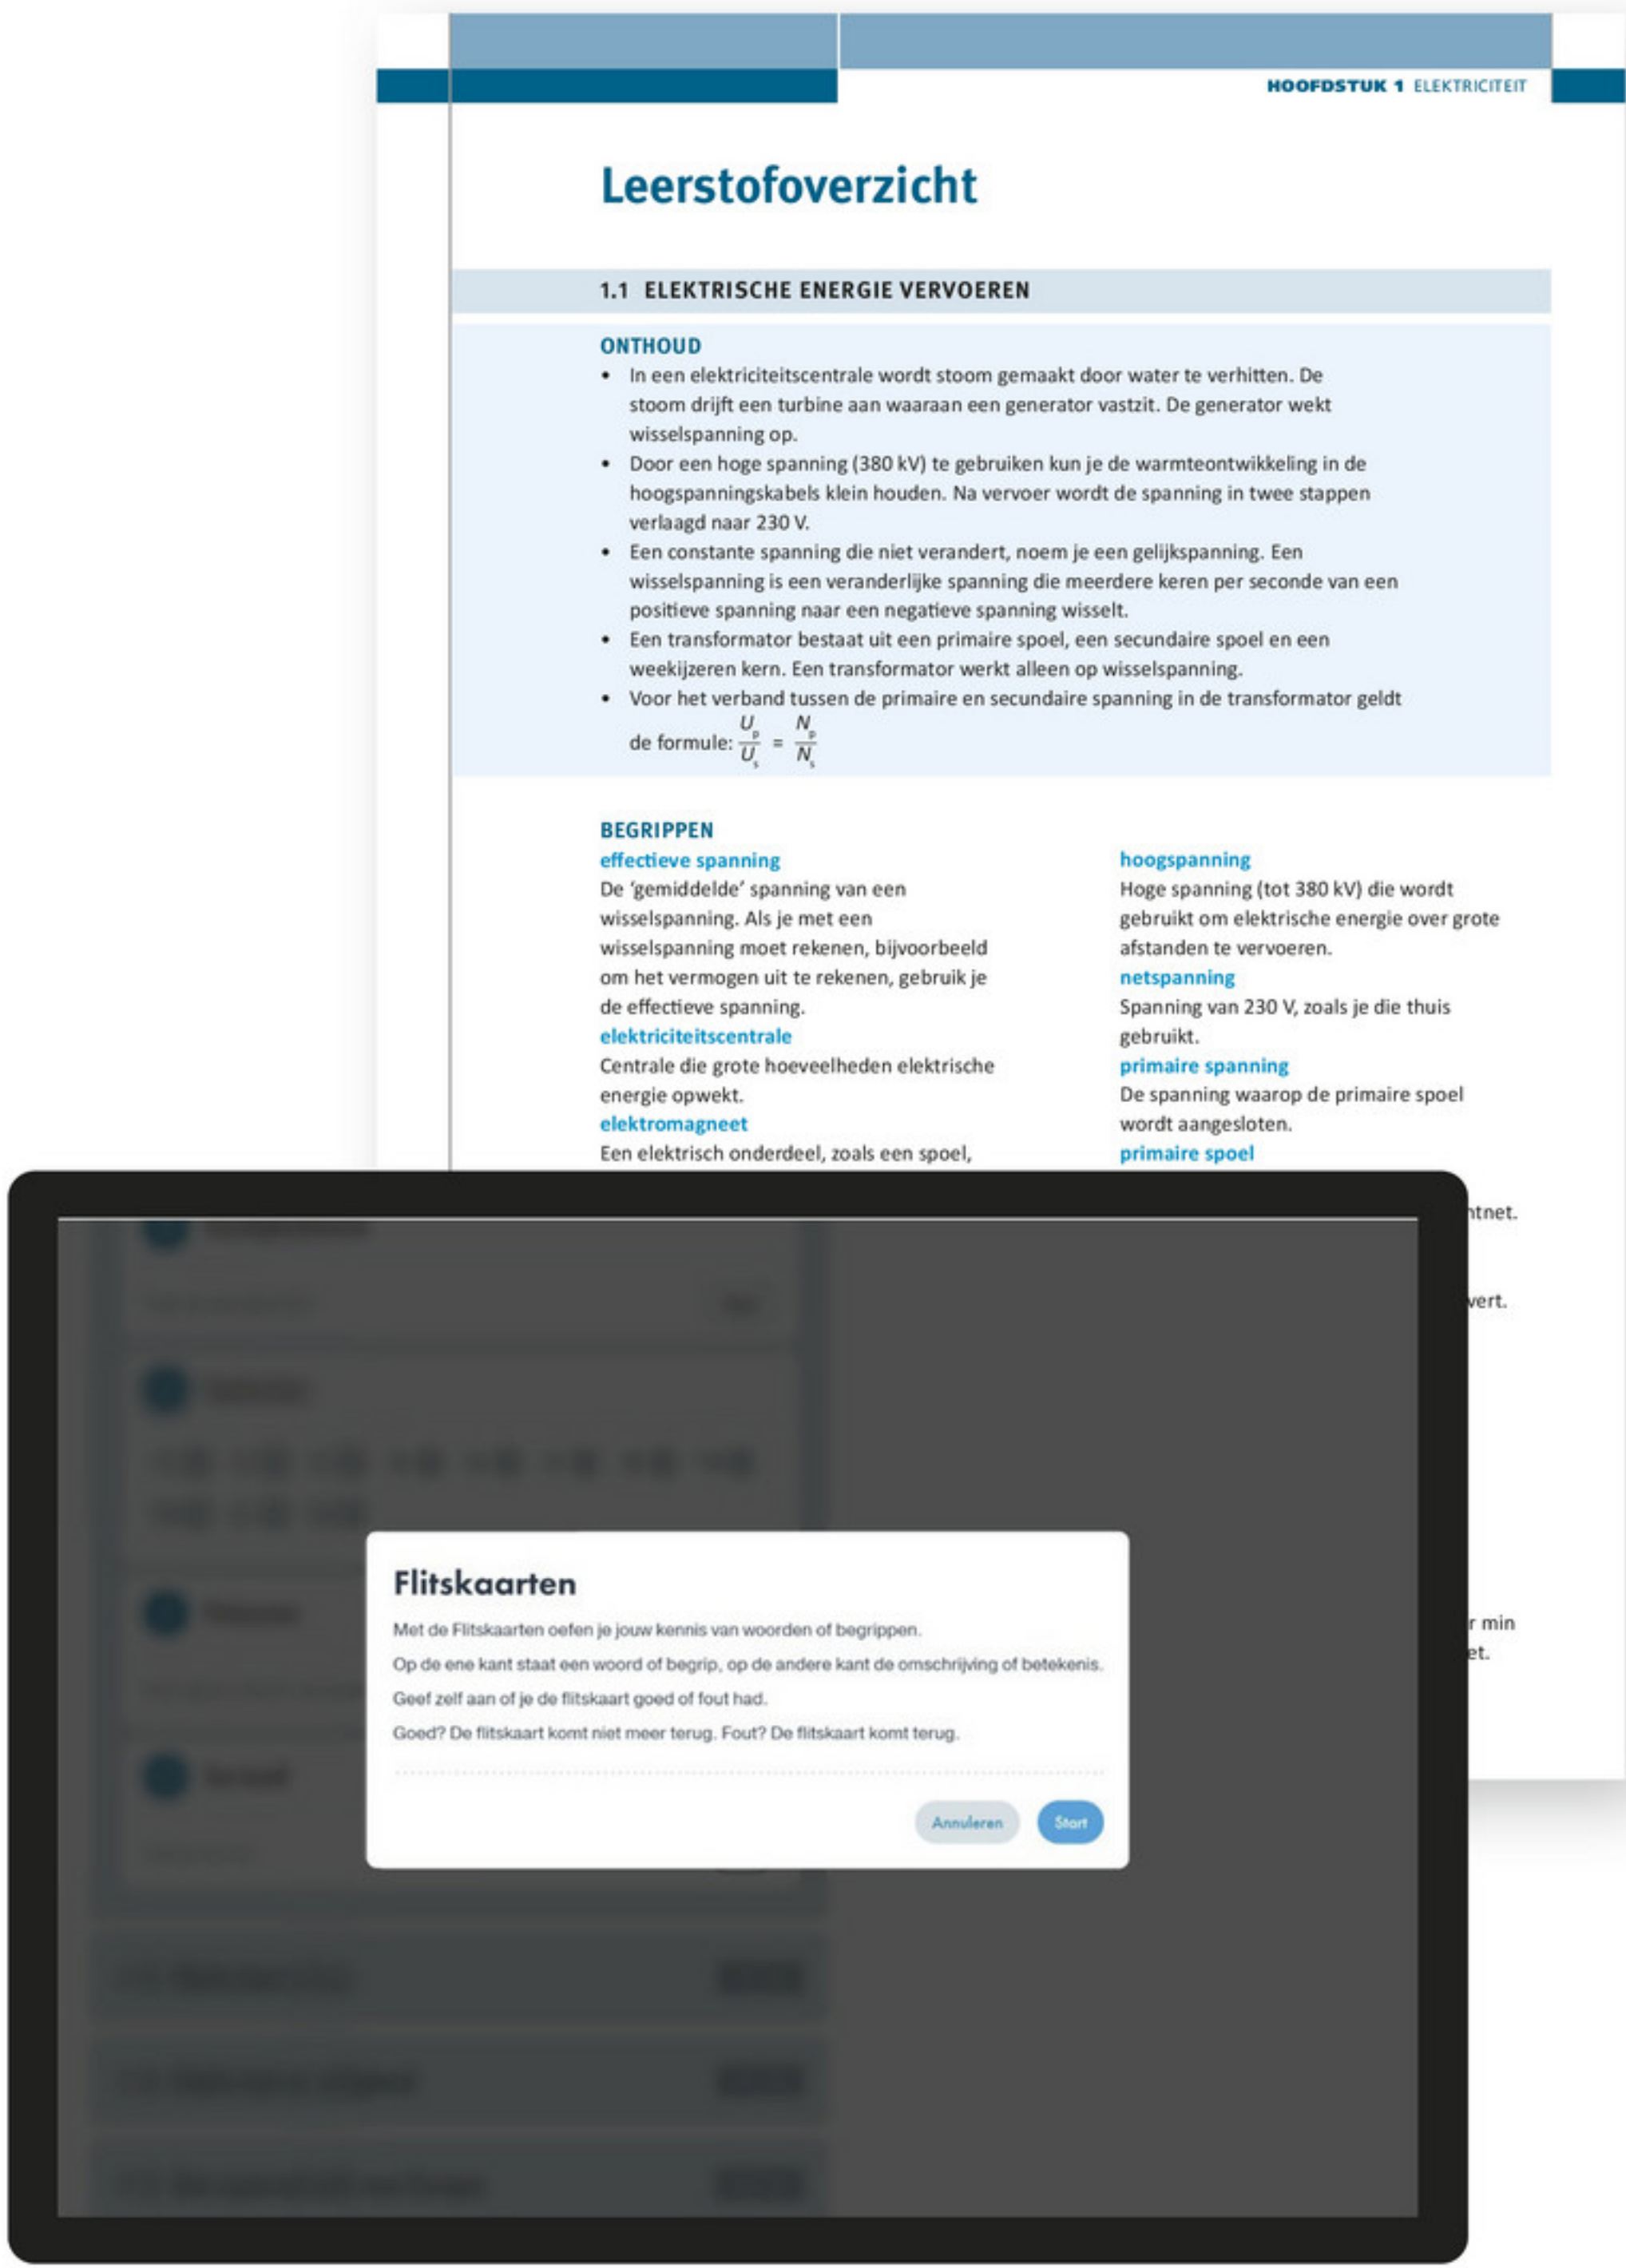 HOOFDSTUK 1 ELEKTRICITEIT
Leerstofoverzicht
1.1 ELEKTRISCHE ENERGIE VERVOEREN
ONTHOUD
• In een elektriciteitscentrale wordt stoom gemaakt door water te verhitten. De
stoom drijft een turbine aan waaraan een generator vastzit. De generator wekt
wisselspanning op.
• Door een hoge spanning (380 kV) te gebruiken kun je de warmteontwikkeling in de
hoogspanningskabels klein houden. Na vervoer wordt de spanning in twee stappen
verlaagd naar 230 V.
• Een constante spanning die niet verandert, noem je een gelijkspanning. Een
wisselspanning is een veranderlijke spanning die meerdere keren per seconde van een
positieve spanning naar een negatieve spanning wisselt.
• Een transformator bestaat uit een primaire spoel, een secundaire spoel en een
weekijzeren kern. Een transformator werkt alleen op wisselspanning.
• Voor het verband tussen de primaire en secundaire spanning in de transformator geldt
de formule: Up/Us = Np/Ns
BEGRIPPEN
effectieve spanning
De ‘gemiddelde’ spanning van een
wisselspanning. Als je met een
wisselspanning moet rekenen, bijvoorbeeld
om het vermogen uit te rekenen, gebruik je
de effectieve spanning.
elektriciteitscentrale
Centrale die grote hoeveelheden elektrische
energie opwekt.
elektromagneet
Een elektrisch onderdeel, zoals een spoel,
hoogspanning
Hoge spanning (tot 380 kV) die wordt
gebruikt om elektrische energie over grote
afstanden te vervoeren.
netspanning
Spanning van 230 V, zoals je die thuis
gebruikt.
primaire spanning
De spanning waarop de primaire spoel
wordt aangesloten.
primaire spoel
min
Flitskaarten
Met de Flitskaarten oefen je jouw kennis van woorden of begrippen.
Op de ene kant staat een woord of begrip, op de andere kant de omschrijving of betekenis.
Geef zelf aan of je de flitskaart goed of fout had.
Goed? De flitskaart komt niet meer terug. Fout? De flitskaart komt terug.
Annuleren
Start